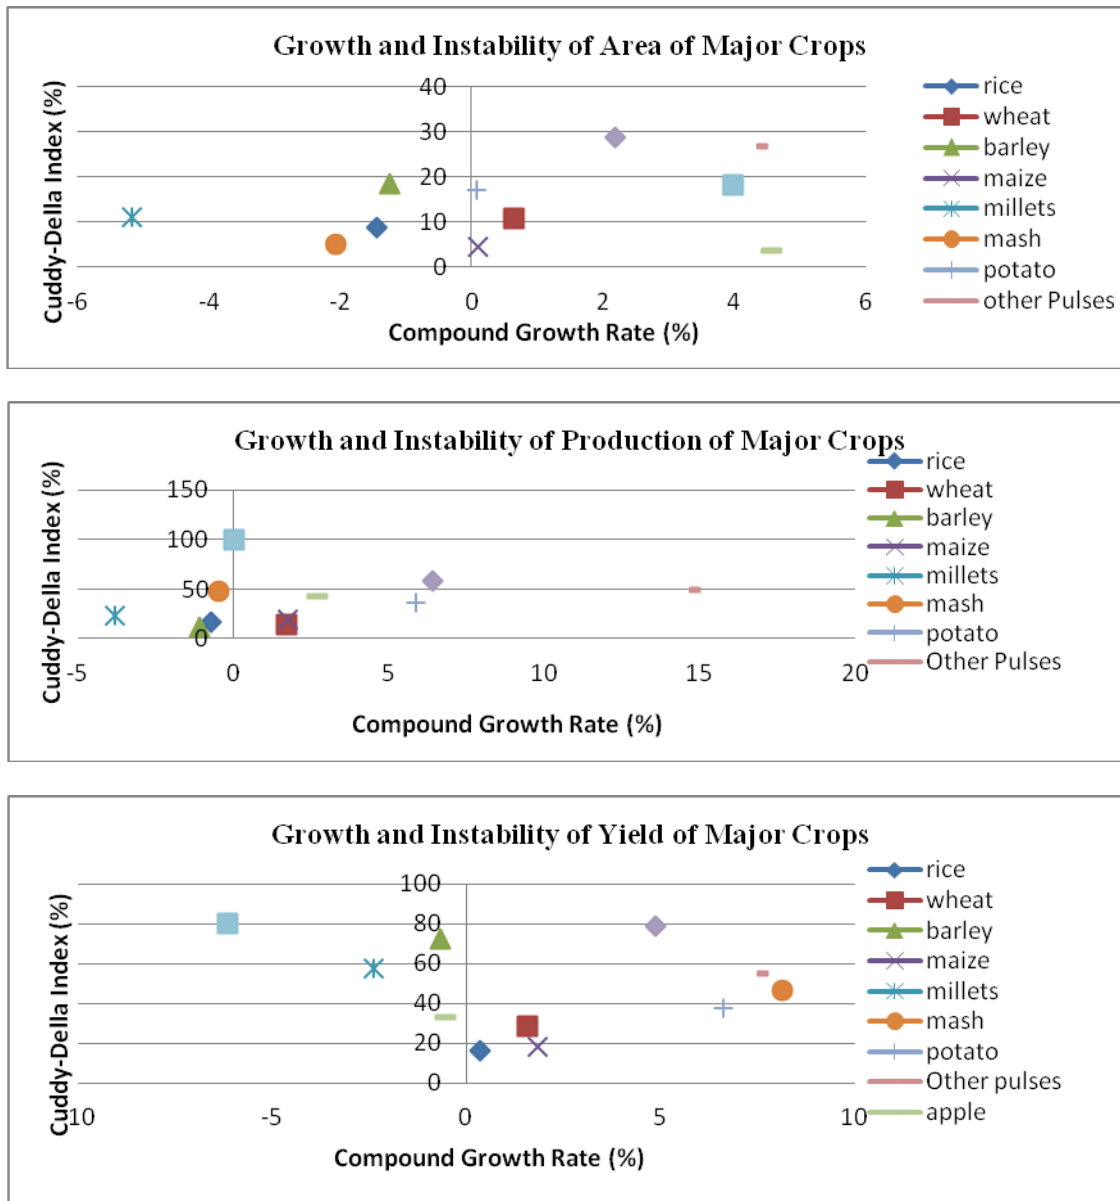 Growth and Instability of Area of Major Crops
Cuddy-Della Index (%)
40
30
20
10
0
-6
-4
-2
0
2
4
6
Compound Growth Rate (%)
rice
wheat
barley
maize
millets
mash
potato
other Pulses
Growth and Instability of Production of Major Crops
Cuddy-Della Index (%)
150
100
50
0
-5
0
5
10
15
20
Compound Growth Rate (%)
rice
wheat
barley
maize
millets
mash
potato
Other Pulses
Growth and Instability of Yield of Major Crops
Cuddy-Della Index (%)
100
80
60
40
20
0
-10
-5
0
5
10
Compound Growth Rate (%)
rice
wheat
barley
maize
millets
mash
potato
Other pulses
apple